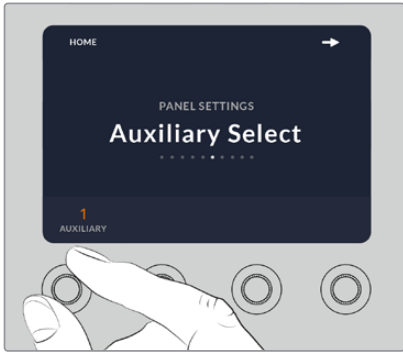 HOME
PANEL SETTINGS
Auxiliary Select
1
AUXILIARY